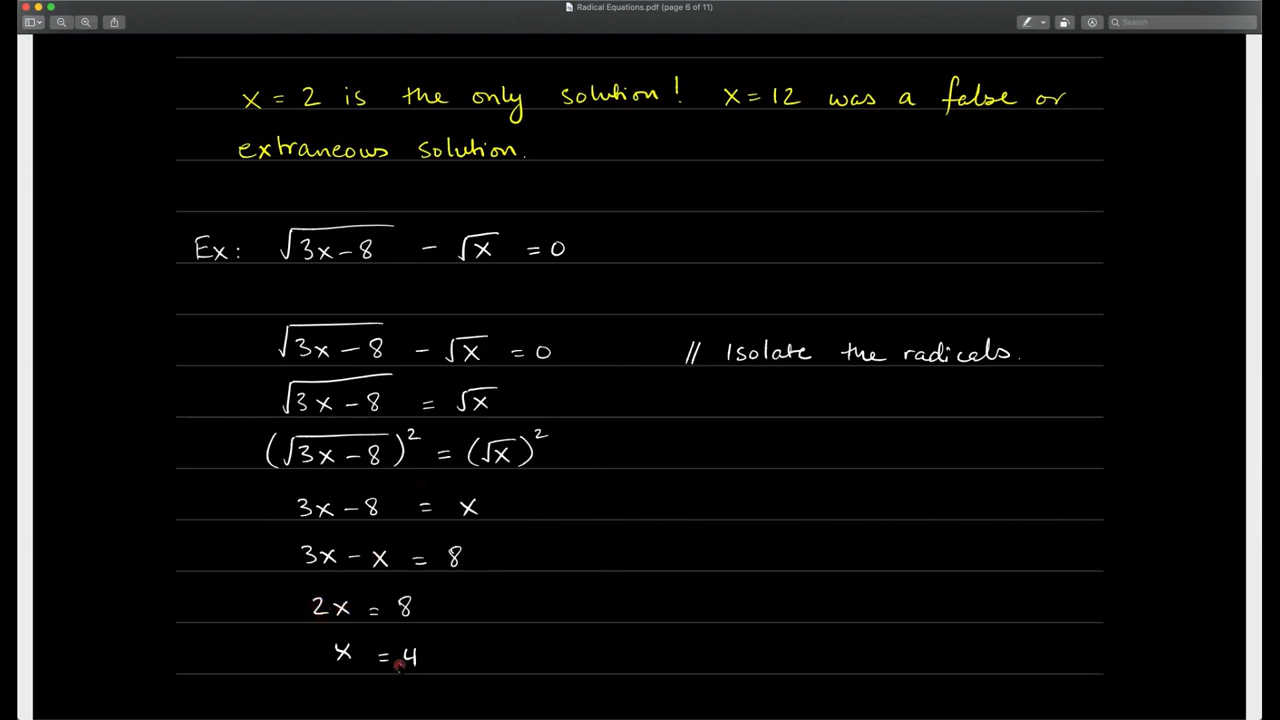 Radical Equations.pdf (page 6 of 11)
Search
x = 2 is the only solution! x = 12 was a false or
extraneous solution.
Ex: √(3x-8) - √x = 0
√(3x-8) - √x = 0 // Isolate the radicals.
√(3x-8) = √x
(√(3x-8))² = (√x)²
3x-8 = x
3x - x = 8
2x = 8
x = 4